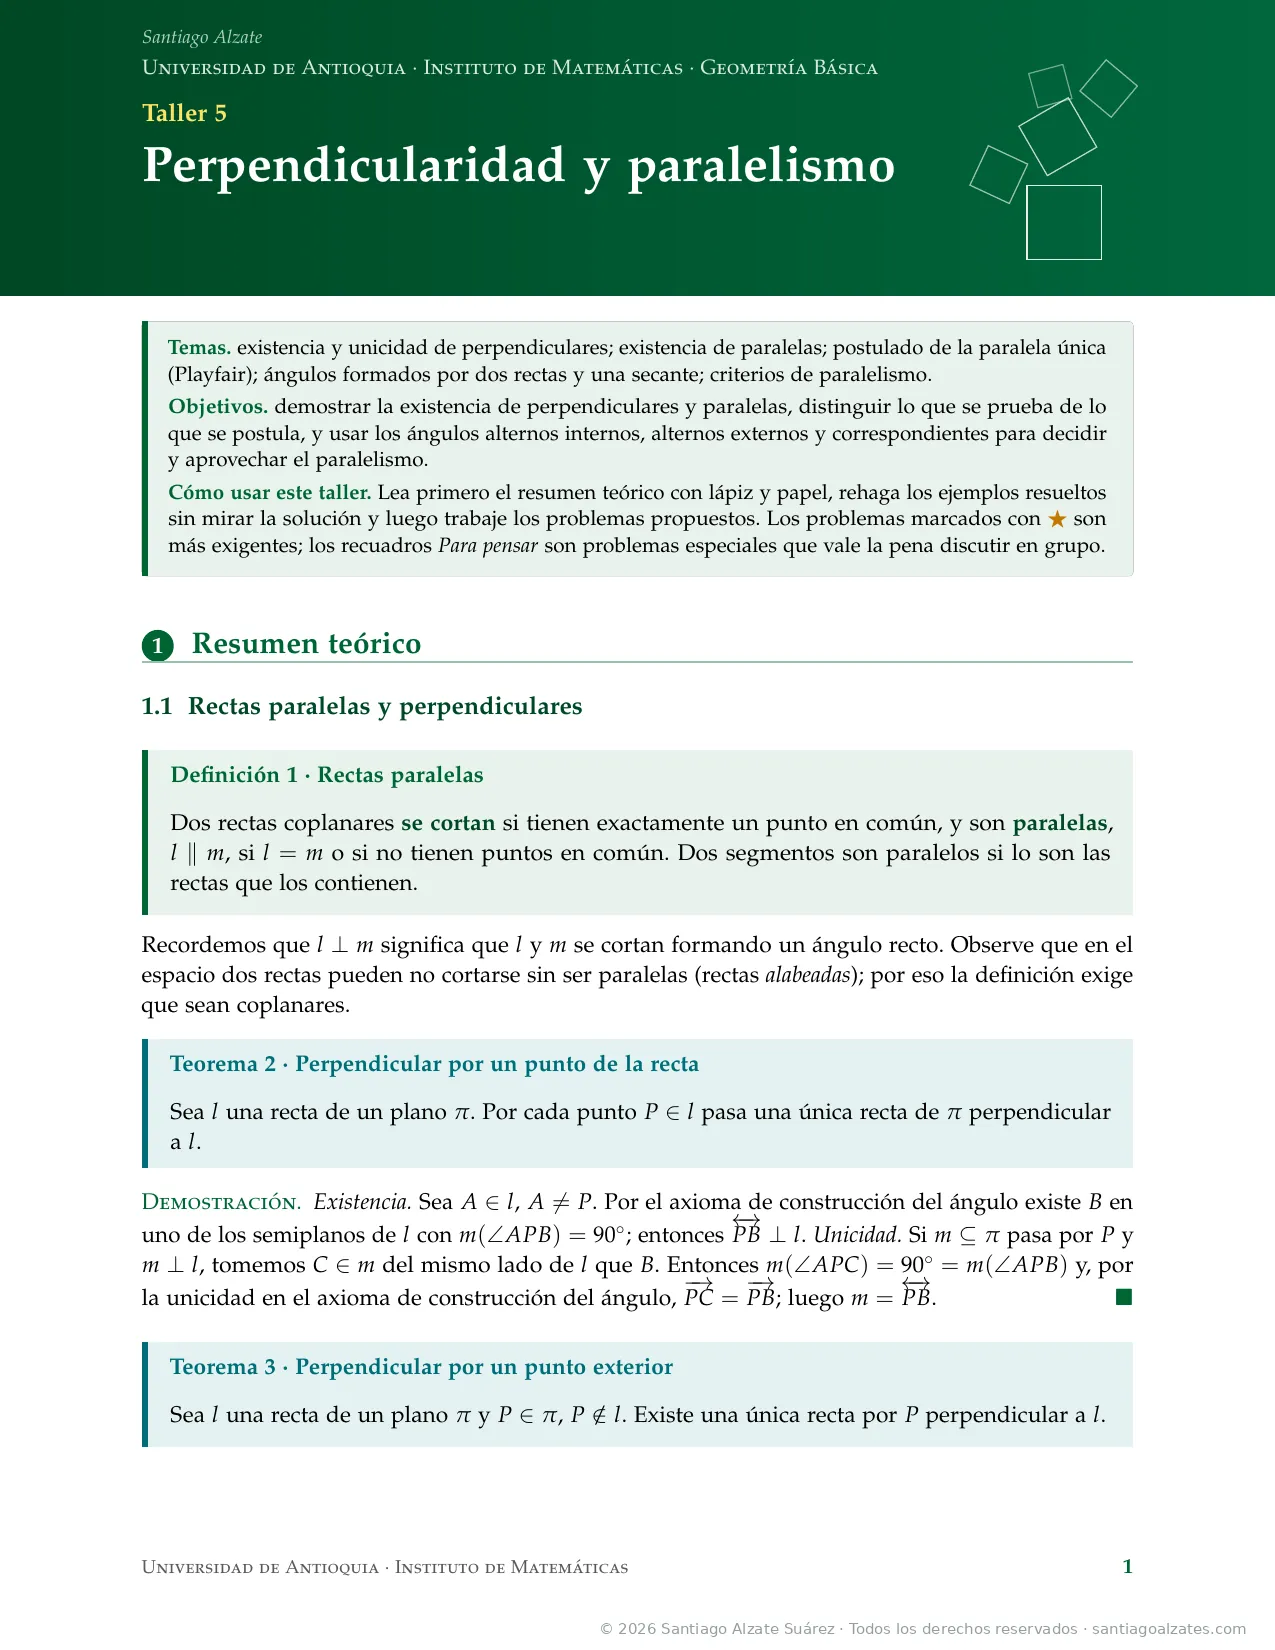 Santiago Alzate
Universidad de Antioquia · Instituto de Matemáticas · Geometría Básica
Taller 5
Perpendicularidad y paralelismo
Temas. existencia y unicidad de perpendiculares; existencia de paralelas; postulado de la paralela única
(Playfair); ángulos formados por dos rectas y una secante; criterios de paralelismo.
Objetivos. demostrar la existencia de perpendiculares y paralelas, distinguir lo que se prueba de lo
que se postula, y usar los ángulos alternos internos, alternos externos y correspondientes para decidir
y aprovechar el paralelismo.
Cómo usar este taller. Lea primero el resumen teórico con lápiz y papel, rehaga los ejemplos resueltos
sin mirar la solución y luego trabaje los problemas propuestos. Los problemas marcados con ★ son
más exigentes; los recuadros Para pensar son problemas especiales que vale la pena discutir en grupo.
1 Resumen teórico
1.1 Rectas paralelas y perpendiculares
Definición 1 · Rectas paralelas
Dos rectas coplanares se cortan si tienen exactamente un punto en común, y son paralelas,
l ∥ m, si l = m o si no tienen puntos en común. Dos segmentos son paralelos si lo son las
rectas que los contienen.
Recordemos que l ⊥ m significa que l y m se cortan formando un ángulo recto. Observe que en el
espacio dos rectas pueden no cortarse sin ser paralelas (rectas alabeadas); por eso la definición exige
que sean coplanares.
Teorema 2 · Perpendicular por un punto de la recta
Sea l una recta de un plano π. Por cada punto P ∈ l pasa una única recta de π perpendicular
a l.
Demostración. Existencia. Sea A ∈ l, A ≠ P. Por el axioma de construcción del ángulo existe B en
uno de los semiplanos de l con m(∠APB) = 90°; entonces $\overleftrightarrow{PB}$ ⊥ l. Unicidad. Si m ⊆ π pasa por P y
m ⊥ l, tomemos C ∈ m del mismo lado de l que B. Entonces m(∠APC) = 90° = m(∠APB) y, por
la unicidad en el axioma de construcción del ángulo, $\overrightarrow{PC}$ = $\overrightarrow{PB}$; luego m = $\overleftrightarrow{PB}$. ■
Teorema 3 · Perpendicular por un punto exterior
Sea l una recta de un plano π y P ∈ π, P ∉ l. Existe una única recta por P perpendicular a l.
Universidad de Antioquia · Instituto de Matemáticas 1
© 2026 Santiago Alzate Suárez · Todos los derechos reservados · santiagoalzates.com